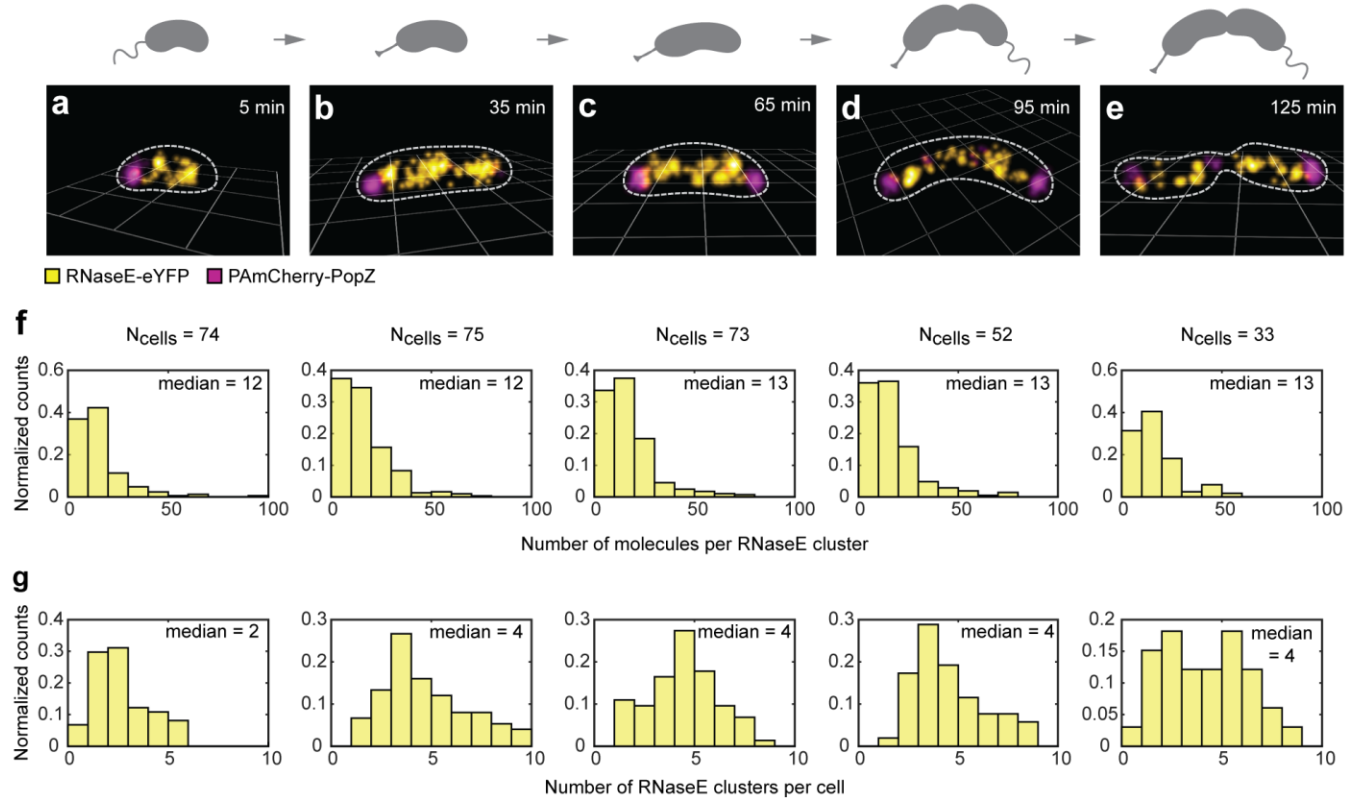 a
5 min
b
35 min
c
65 min
d
95 min
e
125 min
RNaseE-eYFP
PAmCherry-PopZ
f
Ncells = 74
Ncells = 75
Ncells = 73
Ncells = 52
Ncells = 33
Normalized counts
0.6
0.4
0.2
0
median = 12
0
50
100
0.4
0.3
0.2
0.1
0
median = 12
0
50
100
0.4
0.3
0.2
0.1
0
median = 13
0
50
100
0.4
0.3
0.2
0.1
0
median = 13
0
50
100
0.6
0.4
0.2
0
median = 13
0
50
100
Number of molecules per RNaseE cluster
g
Normalized counts
0.4
0.3
0.2
0.1
0
median = 2
0
5
10
0.3
0.2
0.1
0
median = 4
0
5
10
0.3
0.2
0.1
0
median = 4
0
5
10
0.3
0.2
0.1
0
median = 4
0
5
10
0.2
0.15
0.1
0.05
0
median
= 4
0
5
10
Number of RNaseE clusters per cell